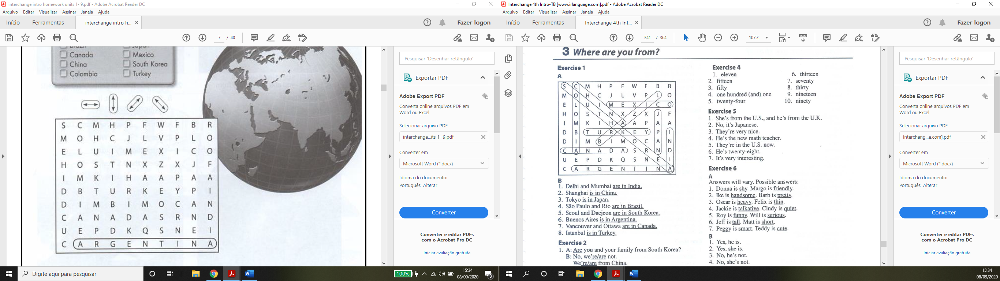 interchange intro homework units 1- 9.pdf - Adobe Acrobat Reader DC
Arquivo Editar Visualizar Assinar Janela Ajuda
Início Ferramentas interchange intro h... × Fazer logon
7 / 40
Brazil Japan
Canada Mexico
China South Korea
Colombia Turkey
S C M H P F W F B R
M O H C J L V P L O
E L U I M E X I C O
H O S T N X Z X J F
I M K I H A A P A A
D B T U R K E Y P I
D I M B I M O C A N
C A N A D A S R N D
U E P D K Q S N E I
C A R G E N T I N A
Pesquisar 'Desenhar retângulo'
Exportar PDF
Adobe Export PDF
Converta online arquivos PDF em
Word ou Excel
Selecionar arquivo PDF
interchange...its 1- 9.pdf
Converter em
Microsoft Word (*.docx)
Idioma do documento:
Português Alterar
Converter
Converter e editar PDFs
com o Acrobat Pro DC
Iniciar avaliação gratuita
Digite aqui para pesquisar
100%
15:34
08/09/2020
3
Interchange 4th Intro-TB [www.irlanguage.com].pdf - Adobe Acrobat Reader DC
Arquivo Editar Visualizar Assinar Janela Ajuda
Início Ferramentas Interchange 4th Int... × Fazer logon
341 / 364 107%
3 Where are you from?
Exercise 1
A
S C M H P F W F B R
M O H C J L V P L O
E L U I M E X I C O
H O S T N X Z X J F
I M K I H A A P A A
D B T U R K E Y P I
D I M B I M O C A N
C A N A D A S R N D
U E P D K Q S N E I
C A R G E N T I N A
B
1. Delhi and Mumbai are in India.
2. Shanghai is in China.
3. Tokyo is in Japan.
4. São Paulo and Rio are in Brazil.
5. Seoul and Daejeon are in South Korea.
6. Buenos Aires is in Argentina.
7. Vancouver and Ottawa are in Canada.
8. Istanbul is in Turkey.
Exercise 2
1. A: Are you and your family from South Korea?
B: No, we're/are not.
We're/are from China.
Exercise 4
1. eleven
2. fifteen
3. fifty
4. one hundred (and) one
5. twenty-four
6. thirteen
7. seventy
8. thirty
9. nineteen
10. ninety
Exercise 5
1. She's from the U.S., and he's from the U.K.
2. No, it's Japanese.
3. They're very nice.
4. He's the new math teacher.
5. They're in the U.S. now.
6. He's twenty-eight.
7. It's very interesting.
Exercise 6
A
Answers will vary. Possible answers:
1. Donna is shy. Margo is friendly.
2. Ike is handsome. Barb is pretty.
3. Oscar is heavy. Felix is thin.
4. Jackie is talkative. Cindy is quiet.
5. Roy is funny. Will is serious.
6. Jeff is tall. Matt is short.
7. Peggy is smart. Teddy is cute.
B
1. Yes, he is.
2. Yes, she is.
3. No, he's not.
4. No, she's not.
Pesquisar 'Desenhar retângulo'
Exportar PDF
Adobe Export PDF
Converta online arquivos PDF em
Word ou Excel
Selecionar arquivo PDF
Interchang...e.com].pdf
Converter em
Microsoft Word (*.docx)
Idioma do documento:
Português Alterar
Converter
Converter e editar PDFs
com o Acrobat Pro DC
Iniciar avaliação gratuita
15:34
08/09/2020